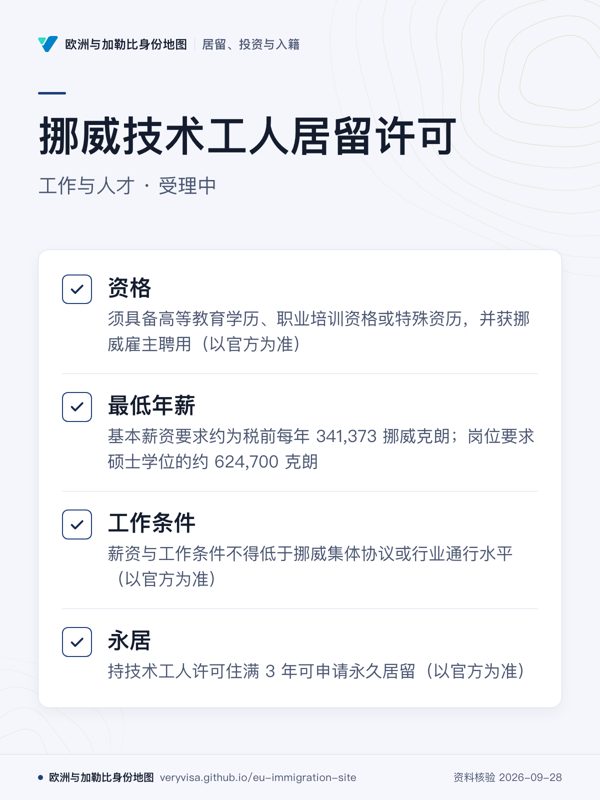 欧洲与加勒比身份地图 居留、投资与入籍
挪威技术工人居留许可
工作与人才 · 受理中
资格
须具备高等教育学历、职业培训资格或特殊资历，并获挪
威雇主聘用（以官方为准）
最低年薪
基本薪资要求约为税前每年 341,373 挪威克朗；岗位要求
硕士学位的约 624,700 克朗
工作条件
薪资与工作条件不得低于挪威集体协议或行业通行水平
（以官方为准）
永居
持技术工人许可住满 3 年可申请永久居留（以官方为准）
欧洲与加勒比身份地图 veryvisa.github.io/eu-immigration-site 资料核验 2026-09-28